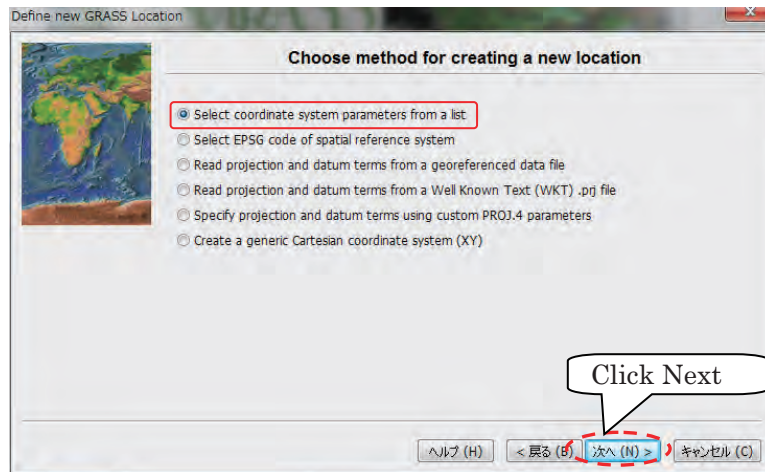 Define new GRASS Location
Choose method for creating a new location
Select coordinate system parameters from a list
Select EPSG code of spatial reference system
Read projection and datum terms from a georeferenced data file
Read projection and datum terms from a Well Known Text (WKT) .prj file
Specify projection and datum terms using custom PROJ.4 parameters
Create a generic Cartesian coordinate system (XY)
Click Next
ヘルプ (H) < 戻る (B) 次へ (N) > キャンセル (C)